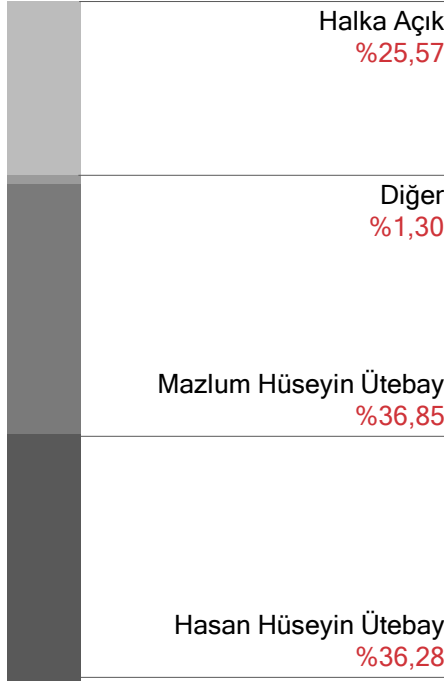 Halka Açık
%25,57
Diğer
%1,30
Mazlum Hüseyin Ütebay
%36,85
Hasan Hüseyin Ütebay
%36,28